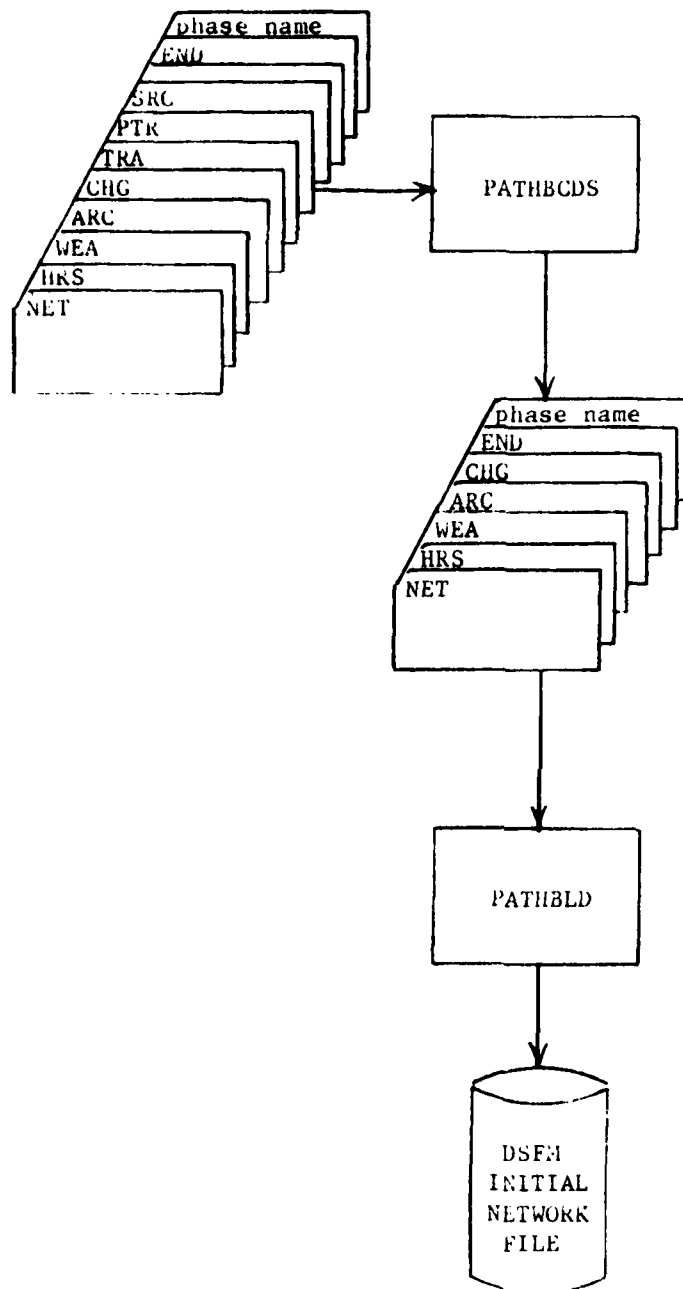 phase name
END
SRC
PTR
TRA
CHG
ARC
WEA
HRS
NET
PATHBCDS
phase name
END
CHG
ARC
WEA
HRS
NET
PATHBLD
DSFM
INITIAL
NETWORK
FILE